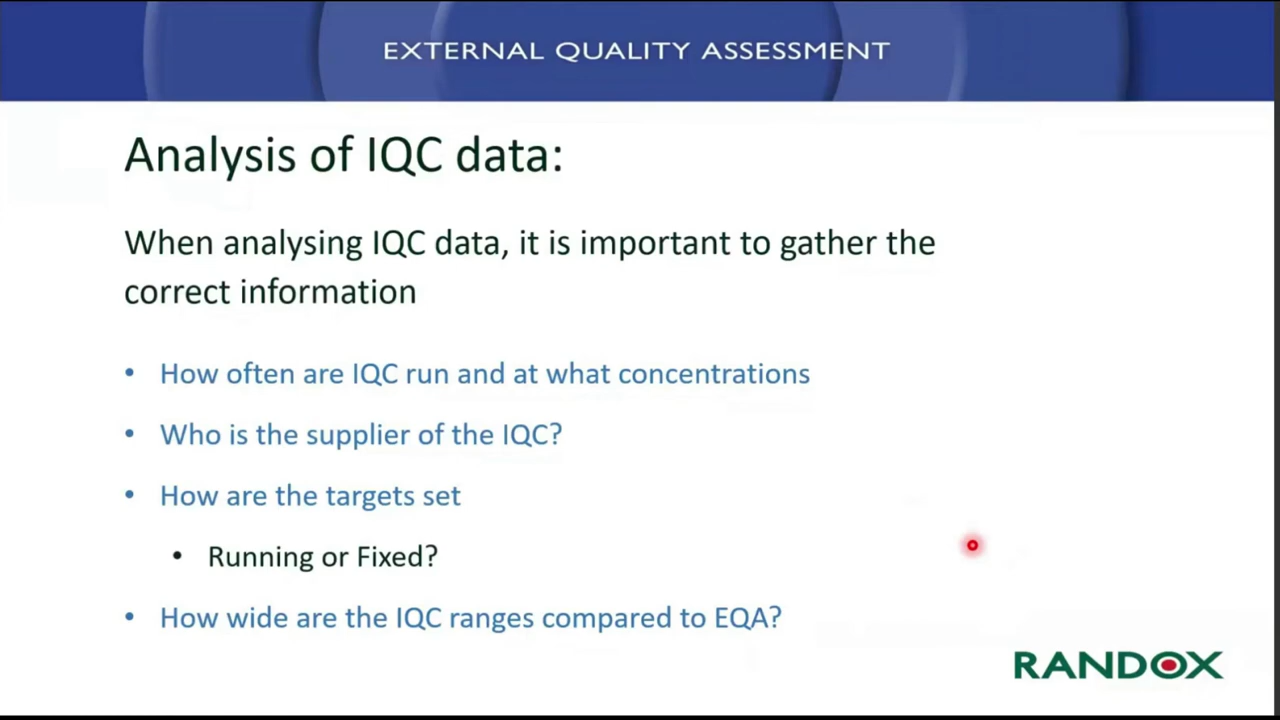 EXTERNAL QUALITY ASSESSMENT
Analysis of IQC data:
When analysing IQC data, it is important to gather the
correct information
• How often are IQC run and at what concentrations
• Who is the supplier of the IQC?
• How are the targets set
• Running or Fixed?
• How wide are the IQC ranges compared to EQA?
RANDOX